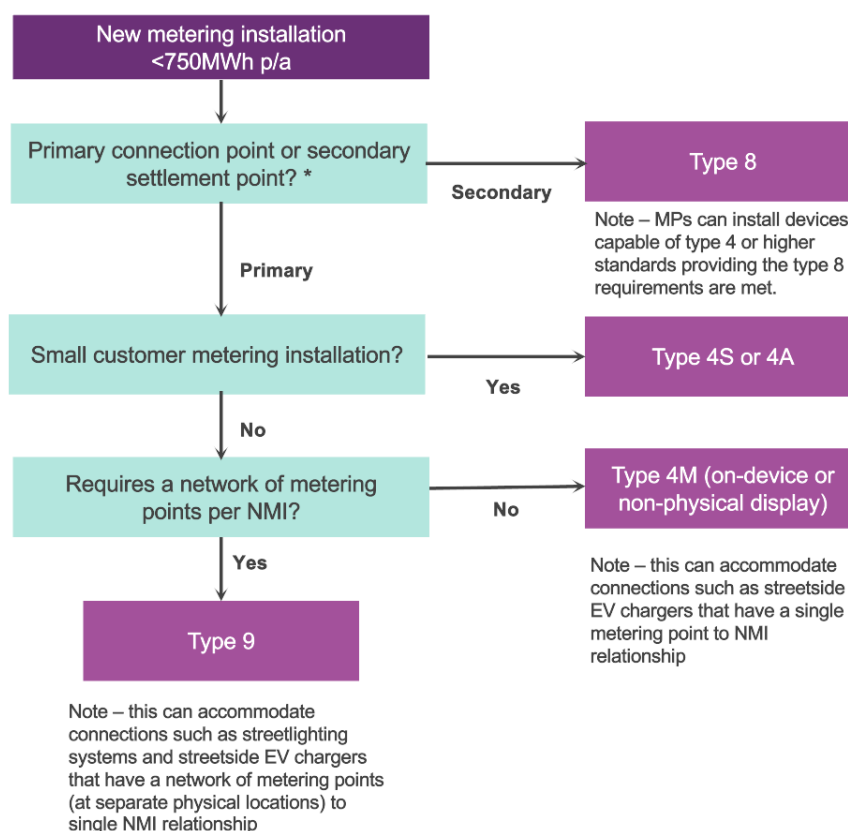 New metering installation
<750MWh p/a
Primary connection point or secondary
settlement point? *
Secondary
Type 8
Note – MPs can install devices
capable of type 4 or higher
standards providing the type 8
requirements are met.
Primary
Small customer metering installation?
Yes
Type 4S or 4A
No
Requires a network of metering
points per NMI?
No
Type 4M (on-device or
non-physical display)
Note – this can accommodate
connections such as streetside
EV chargers that have a single
metering point to NMI
relationship
Yes
Type 9
Note – this can accommodate
connections such as streetlighting
systems and streetside EV chargers
that have a network of metering points
(at separate physical locations) to
single NMI relationship